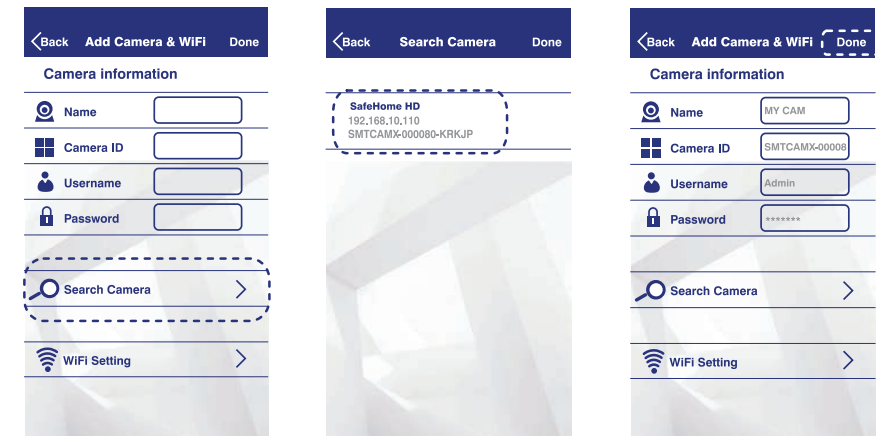 Back Add Camera & WiFi Done
Camera information
Name
Camera ID
Username
Password
Search Camera
WiFi Setting
Back Search Camera Done
SafeHome HD
192.168.10.110
SMTCAMX-000080-KRKJP
Back Add Camera & WiFi Done
Camera information
Name MY CAM
Camera ID SMTCAMX-00008
Username Admin
Password *******
Search Camera
WiFi Setting